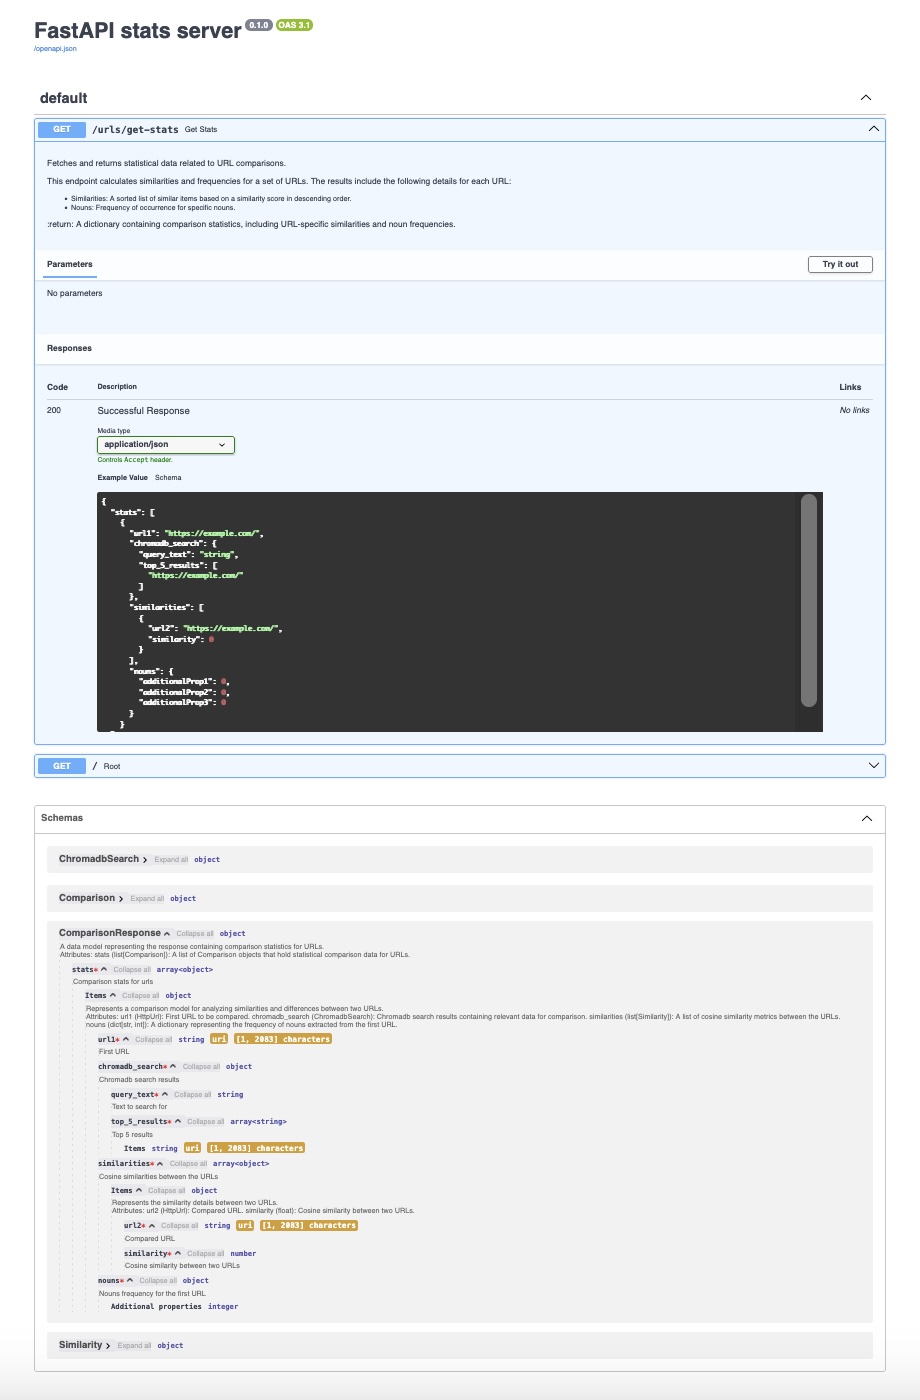 FastAPI stats server 0.1.0 OAS 3.1
/openapi.json
default
GET /urls/get-stats Get Stats
Fetches and returns statistical data related to URL comparisons.
This endpoint calculates similarities and frequencies for a set of URLs. The results include the following details for each URL:
• Similarities: A sorted list of similar items based on a similarity score in descending order.
• Nouns: Frequency of occurrence for specific nouns.
:return: A dictionary containing comparison statistics, including URL-specific similarities and noun frequencies.
Parameters Try it out
No parameters
Responses
Code Description Links
200 Successful Response No links
Media type
application/json
Controls Accept header.
Example Value Schema
{
"stats": [
{
"url1": "https://example.com/",
"chromadb_search": {
"query_text": "string",
"top_5_results": [
"https://example.com/"
]
},
"similarities": [
{
"url2": "https://example.com/",
"similarity": 0
}
],
"nouns": {
"additionalProp1": 0,
"additionalProp2": 0,
"additionalProp3": 0
}
}
GET / Root
Schemas
ChromadbSearch Expand all object
Comparison Expand all object
ComparisonResponse Collapse all object
A data model representing the response containing comparison statistics for URLs.
Attributes: stats (list[Comparison]): A list of Comparison objects that hold statistical comparison data for URLs.
stats* Collapse all array<object>
Comparison stats for urls
Items Collapse all object
Represents a comparison model for analyzing similarities and differences between two URLs.
Attributes: url1 (HttpUrl): First URL to be compared. chromadb_search (ChromadbSearch): Chromadb search results containing relevant data for comparison. similarities (list[Similarity]): A list of cosine similarity metrics between the URLs.
nouns (dict[str, int]): A dictionary representing the frequency of nouns extracted from the first URL.
url1* Collapse all string uri [1, 2083] characters
First URL
chromadb_search* Collapse all object
Chromadb search results
query_text* Collapse all string
Text to search for
top_5_results* Collapse all array<string>
Top 5 results
Items string uri [1, 2083] characters
similarities* Collapse all array<object>
Cosine similarities between the URLs
Items Collapse all object
Represents the similarity details between two URLs.
Attributes: url2 (HttpUrl): Compared URL. similarity (float): Cosine similarity between two URLs.
url2* Collapse all string uri [1, 2083] characters
Compared URL
similarity* Collapse all number
Cosine similarity between two URLs
nouns* Collapse all object
Nouns frequency for the first URL
Additional properties integer
Similarity Expand all object